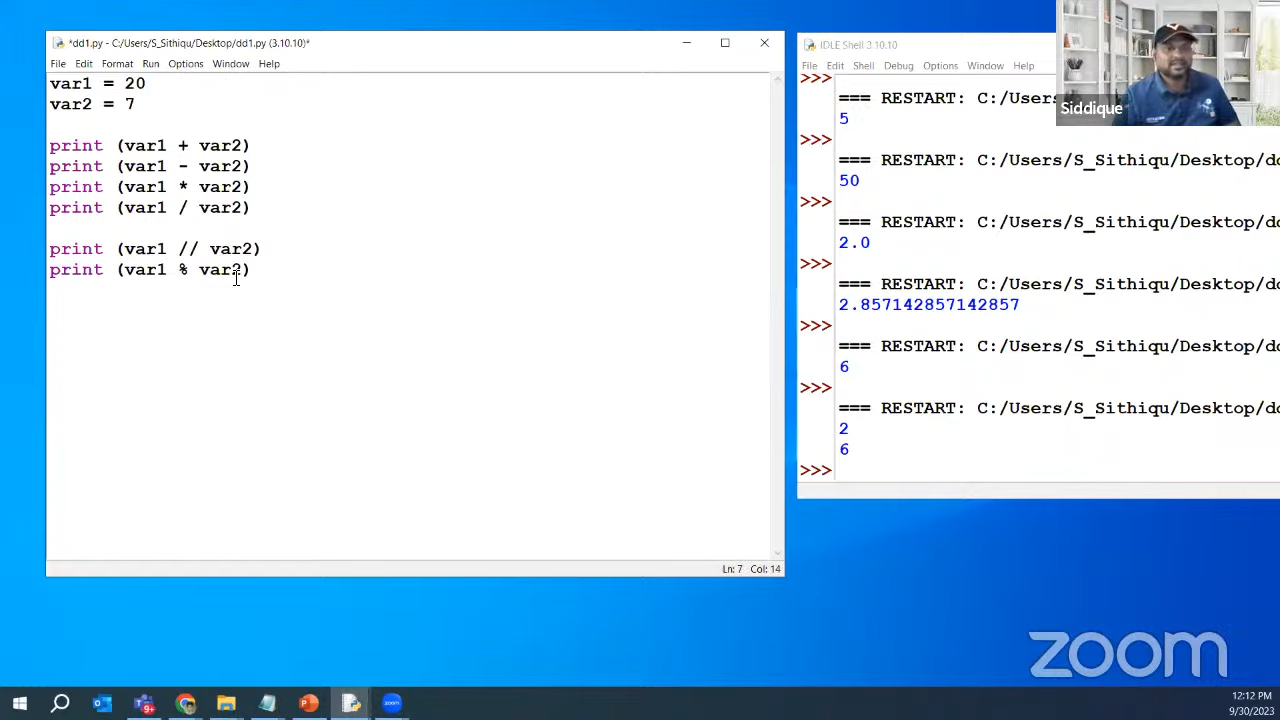 *dd1.py - C:/Users/S_Sithiqu/Desktop/dd1.py (3.10.10)*
File Edit Format Run Options Window Help
var1 = 20
var2 = 7
print (var1 + var2)
print (var1 - var2)
print (var1 * var2)
print (var1 / var2)
print (var1 // var2)
print (var1 % var2)
Ln: 7 Col: 14
IDLE Shell 3.10.10
File Edit Shell Debug Options Window Help
>>>
=== RESTART: C:/Users
5
>>>
=== RESTART: C:/Users/S_Sithiqu/Desktop/dd
50
>>>
=== RESTART: C:/Users/S_Sithiqu/Desktop/dd
2.0
>>>
=== RESTART: C:/Users/S_Sithiqu/Desktop/dd
2.857142857142857
>>>
=== RESTART: C:/Users/S_Sithiqu/Desktop/dd
6
>>>
=== RESTART: C:/Users/S_Sithiqu/Desktop/dd
2
6
>>>
Siddique
zoom
zoom
12:12 PM
9/30/2023